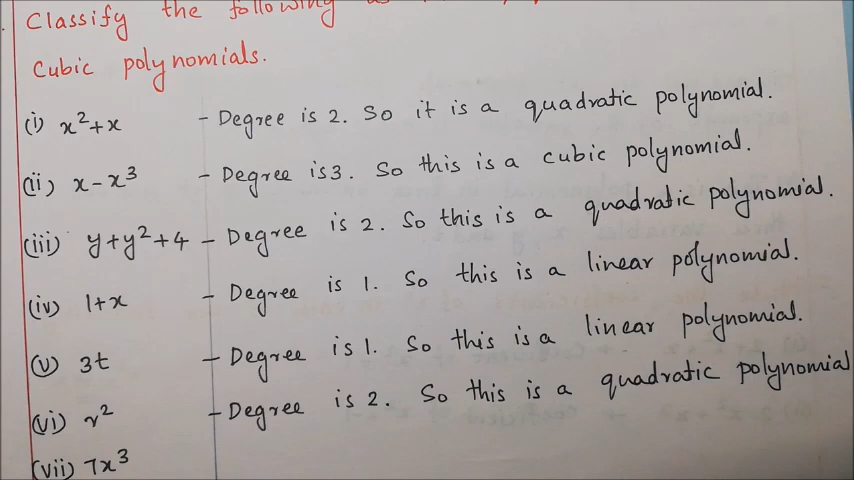 Classify the following as
Cubic polynomials.
(i) x²+x - Degree is 2. So it is a quadratic polynomial.
(ii) x - x³ - Degree is 3. So this is a cubic polynomial.
(iii) y+y²+4 - Degree is 2. So this is a quadratic polynomial.
(iv) 1+x - Degree is 1. So this is a linear polynomial.
(v) 3t - Degree is 1. So this is a linear polynomial.
(vi) r² - Degree is 2. So this is a quadratic polynomial
(vii) 7x³